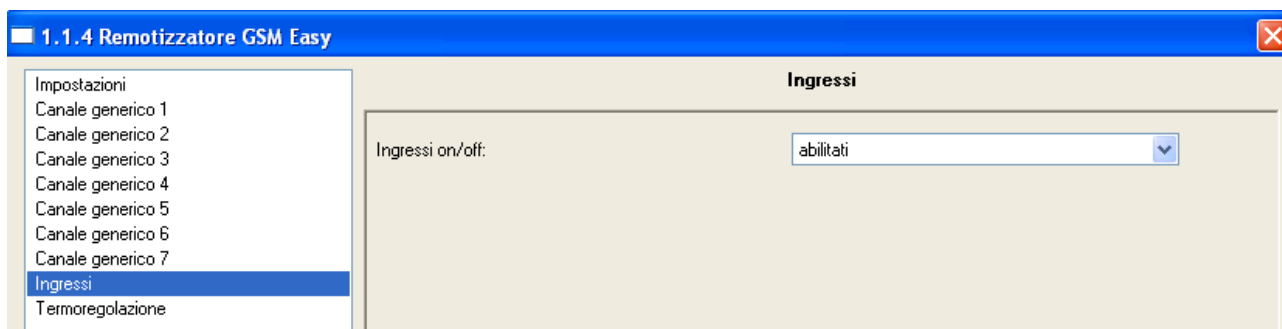 1.1.4 Remotizzatore GSM Easy
Impostazioni
Canale generico 1
Canale generico 2
Canale generico 3
Canale generico 4
Canale generico 5
Canale generico 6
Canale generico 7
Ingressi
Termoregolazione
Ingressi
Ingressi on/off:
abilitati